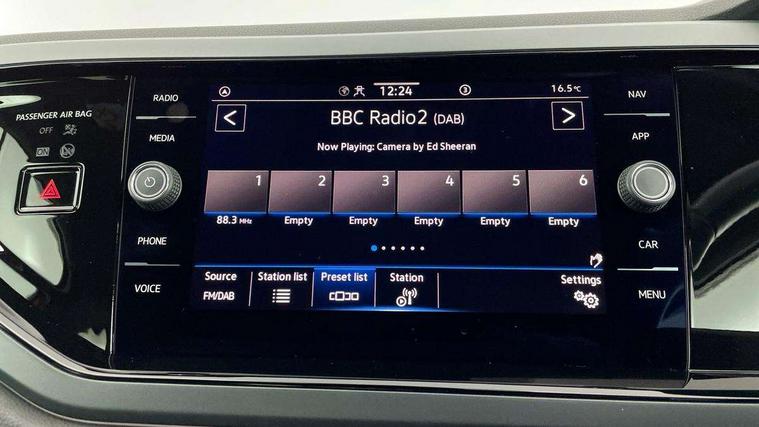 PASSENGER AIR BAG
OFF
ON
RADIO
MEDIA
PHONE
VOICE
12:24
3
16.5°C
<
BBC Radio2 (DAB)
>
Now Playing: Camera by Ed Sheeran
1 2 3 4 5 6
88.3 MHz Empty Empty Empty Empty Empty
Source Station list Preset list Station Settings
FM/DAB
NAV
APP
CAR
MENU